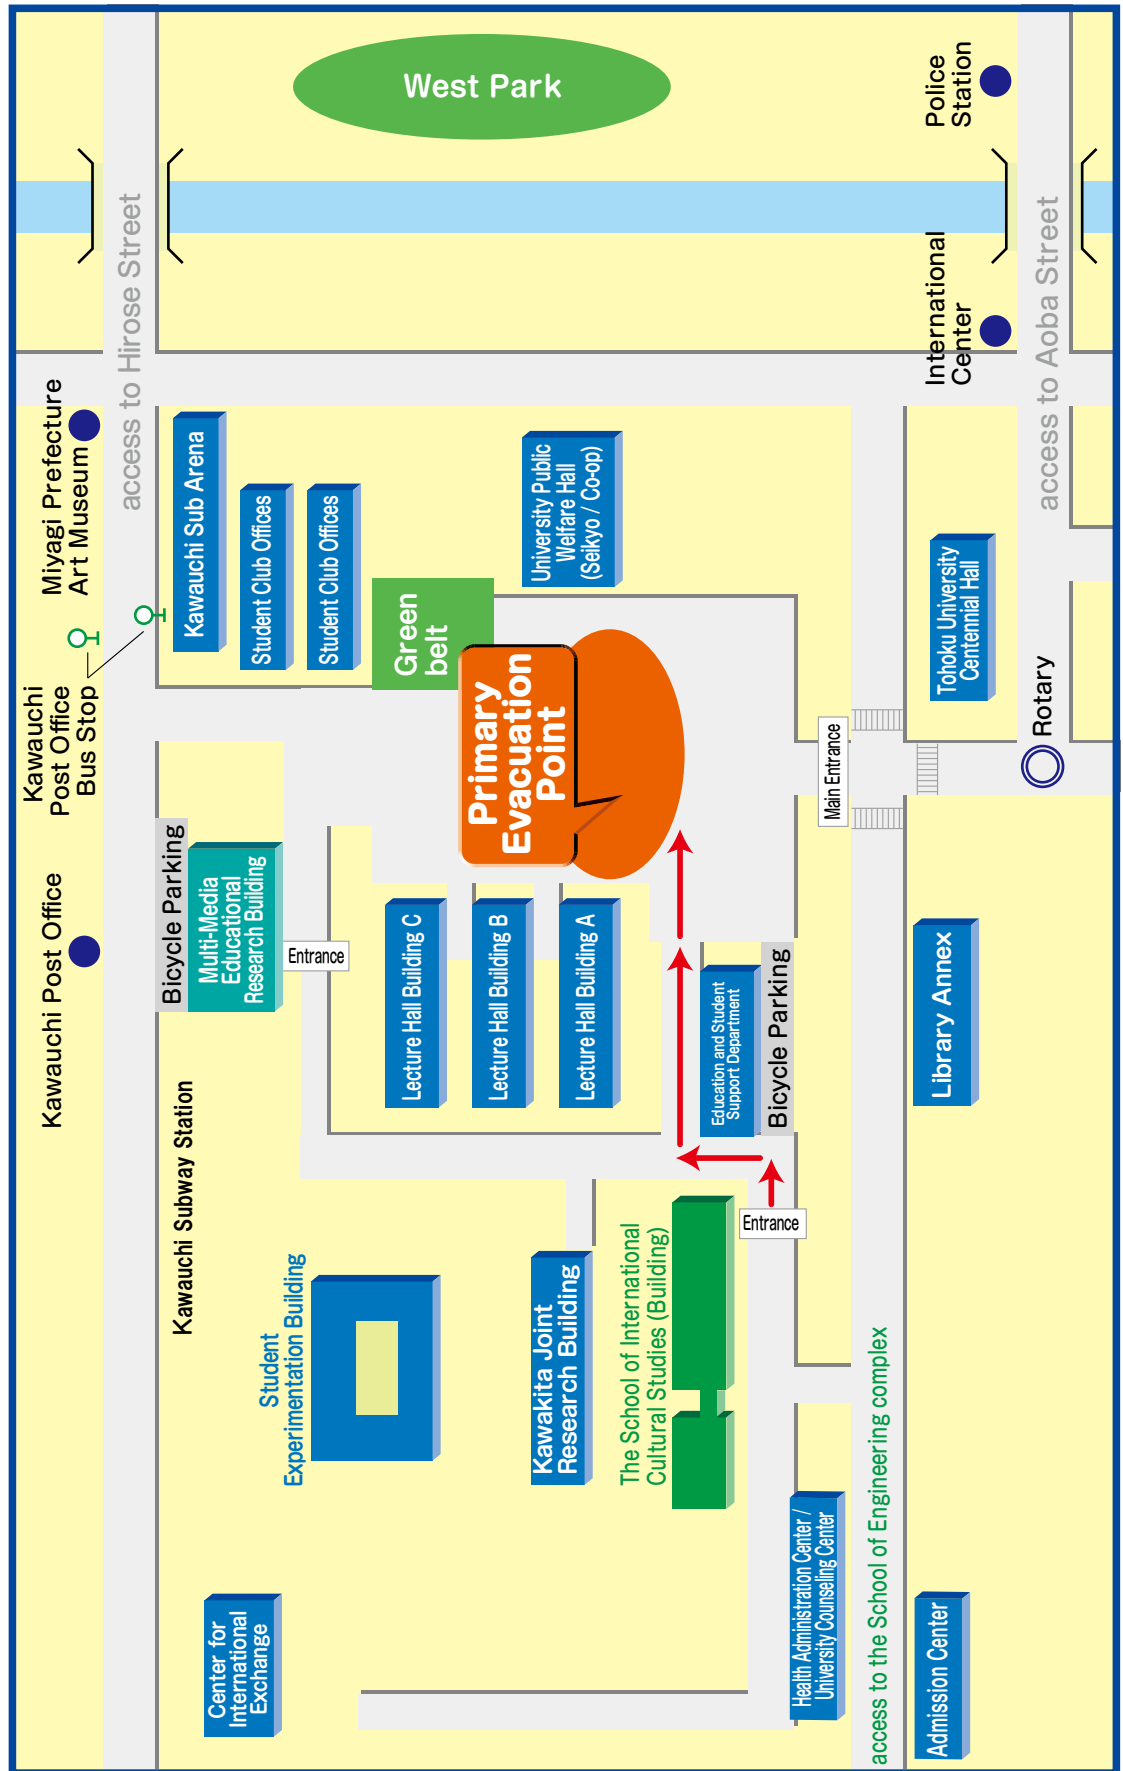 Kawauchi Post Office
Kawauchi
Post Office
Bus Stop
Miyagi Prefecture
Art Museum
access to Hirose Street
Kawauchi Subway Station
Bicycle Parking
Multi-Media
Educational
Research Building
Entrance
Kawauchi Sub Arena
Student Club Offices
Student Club Offices
West Park
Center for
International
Exchange
Student
Experimentation Building
Lecture Hall Building C
Lecture Hall Building B
Lecture Hall Building A
Green
belt
Primary
Evacuation
Point
University Public
Welfare Hall
(Seikyo / Co-op)
Kawakita Joint
Research Building
The School of International
Cultural Studies (Building)
Entrance
Education and Student
Support Department
Bicycle Parking
Main Entrance
Health Administration Center /
University Counseling Center
access to the School of Engineering complex
Admission Center
Library Annex
Tohoku University
Centennial Hall
International
Center
Police
Station
Rotary
access to Aoba Street